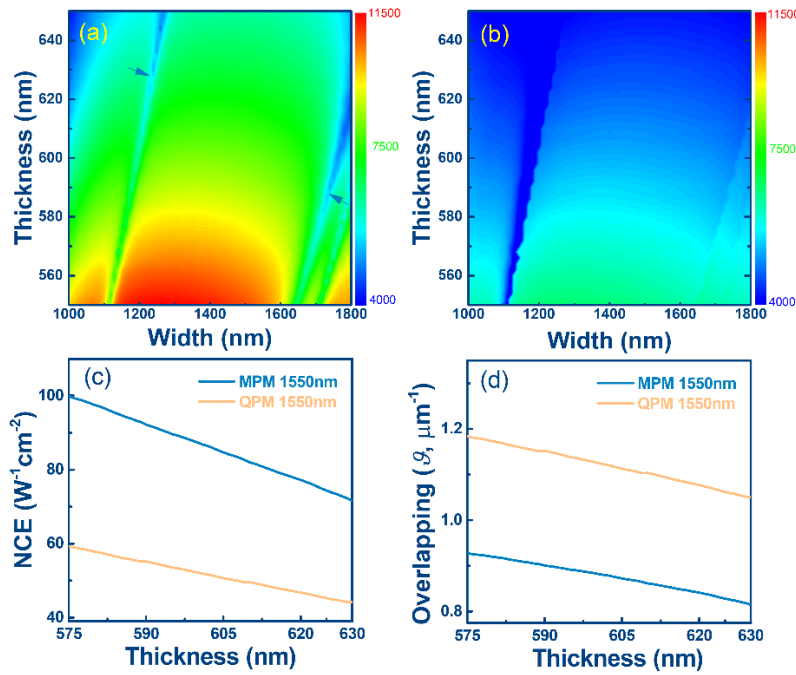 (a)
640
620
600
580
560
Thickness (nm)
1000 1200 1400 1600 1800
Width (nm)
11500
7500
4000
(b)
640
620
600
580
560
Thickness (nm)
1000 1200 1400 1600 1800
Width (nm)
11500
7500
4000
(c)
MPM 1550nm
QPM 1550nm
100
80
60
40
NCE (W⁻¹cm⁻²)
575 590 605 620 630
Thickness (nm)
(d)
MPM 1550nm
QPM 1550nm
1.2
1.0
0.8
Overlapping (ϑ, μm⁻¹)
575 590 605 620 630
Thickness (nm)